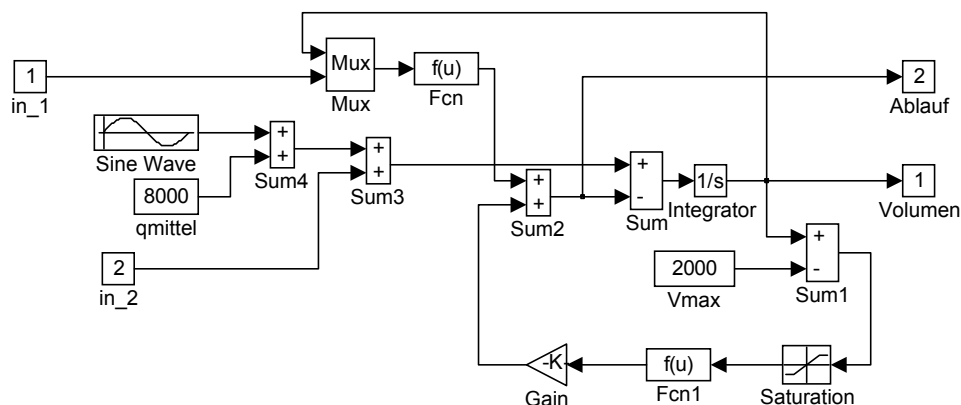 1
in_1
Mux
Mux
f(u)
Fcn
2
Ablauf
Sine Wave
+
+
Sum4
+
+
Sum3
8000
qmittel
+
+
Sum2
+
-
Sum
1/s
Integrator
1
Volumen
2
in_2
2000
Vmax
+
-
Sum1
-K-
Gain
f(u)
Fcn1
Saturation